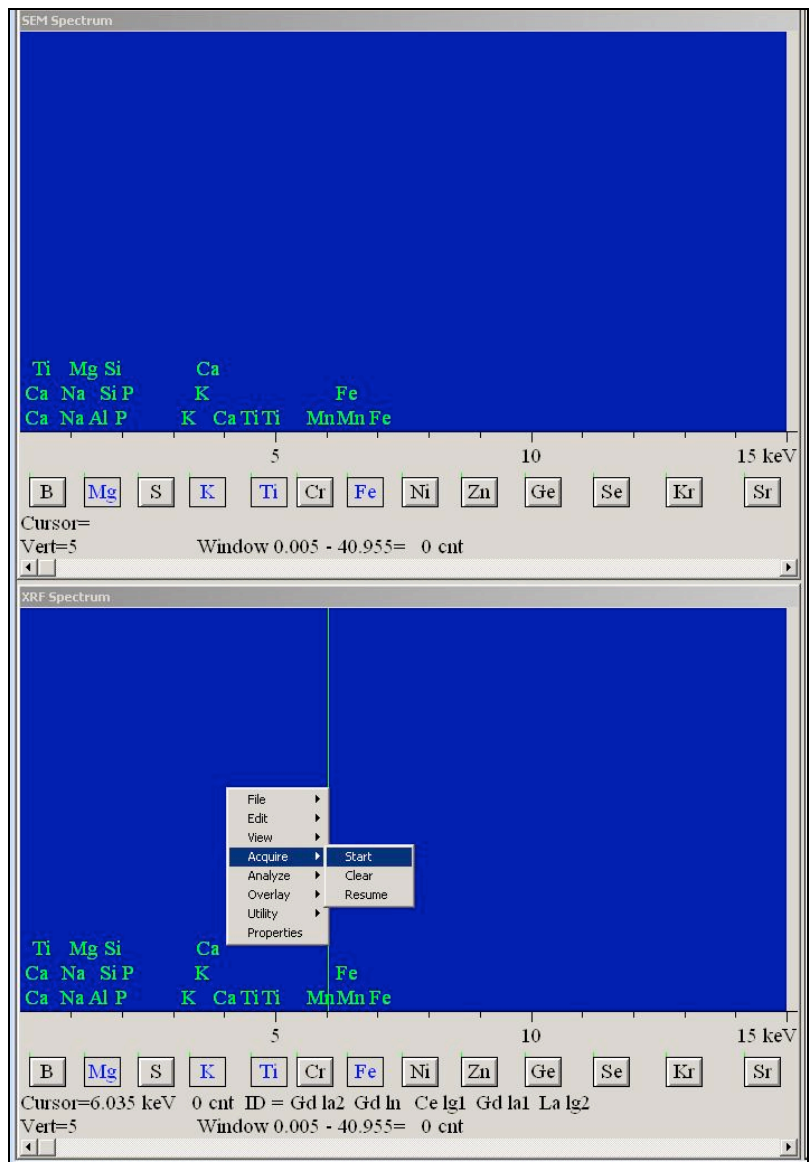 SEM Spectrum
Ti Mg Si Ca
Ca Na Si P K Fe
Ca Na Al P K Ca Ti Ti Mn Mn Fe
5 10 15 keV
B Mg S K Ti Cr Fe Ni Zn Ge Se Kr Sr
Cursor=
Vert=5 Window 0.005 - 40.955= 0 cnt
XRF Spectrum
File
Edit
View
Acquire Start
Analyze Clear
Overlay Resume
Utility
Properties
Ti Mg Si Ca
Ca Na Si P K Fe
Ca Na Al P K Ca Ti Ti Mn Mn Fe
5 10 15 keV
B Mg S K Ti Cr Fe Ni Zn Ge Se Kr Sr
Cursor=6.035 keV 0 cnt ID = Gd la2 Gd ln Ce lg1 Gd la1 La lg2
Vert=5 Window 0.005 - 40.955= 0 cnt